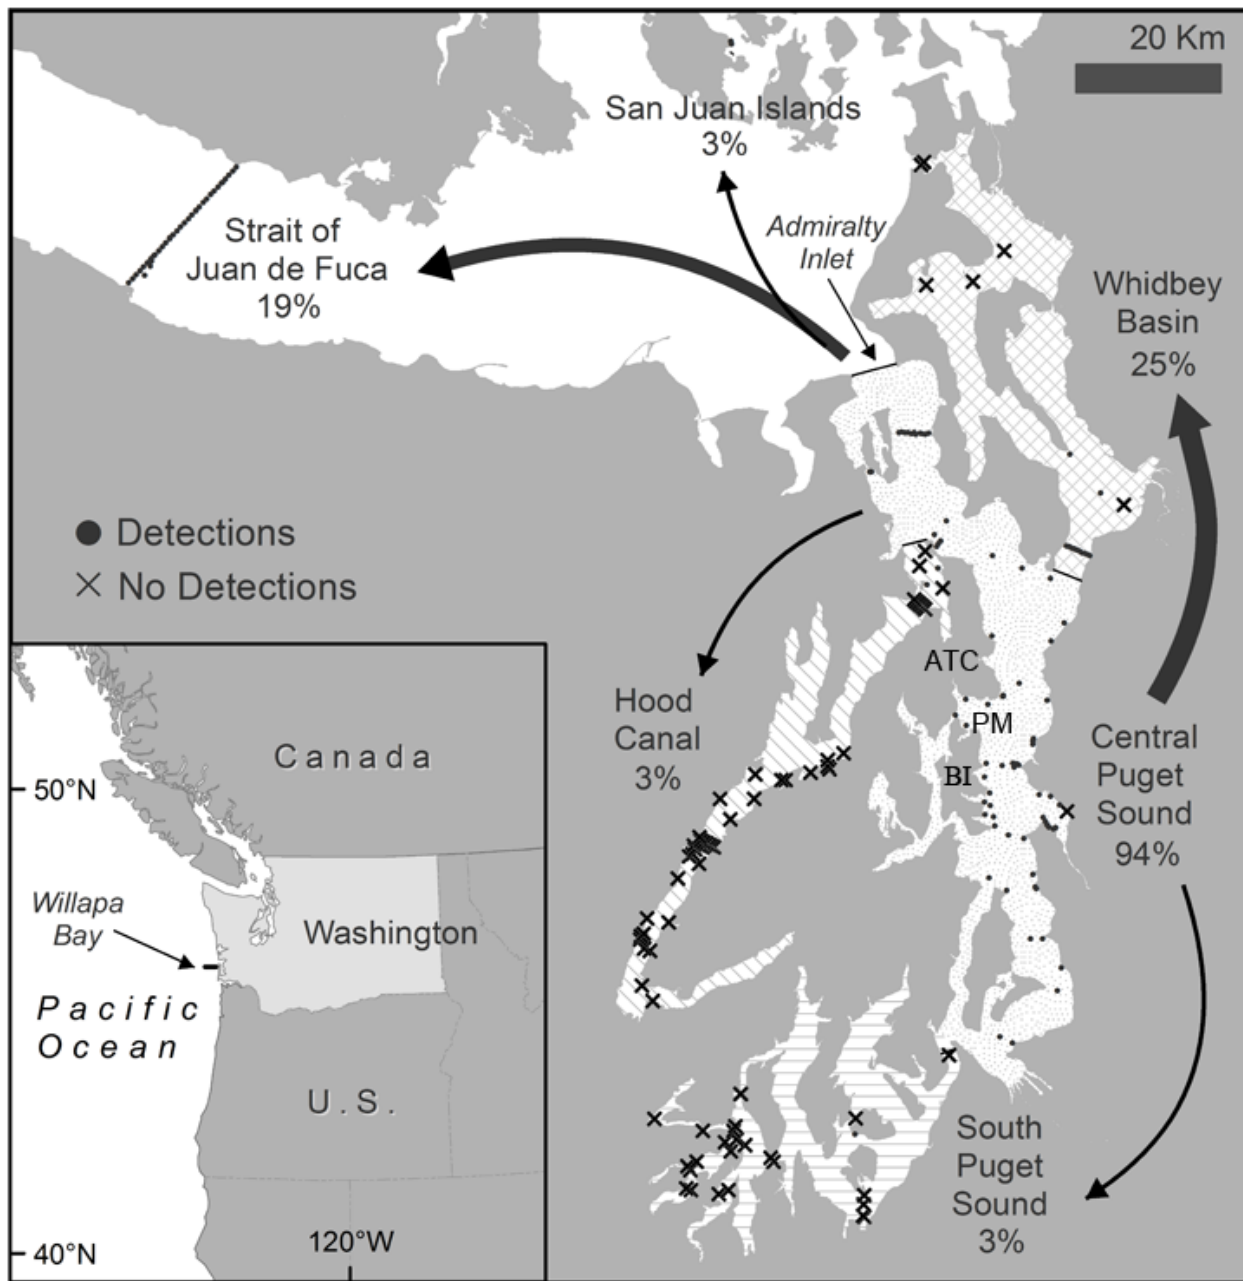 20 Km
San Juan Islands
3%
Admiralty
Inlet
Strait of
Juan de Fuca
19%
Whidbey
Basin
25%
Detections
No Detections
ATC
Hood
Canal
3%
PM
BI
Central
Puget
Sound
94%
Canada
50°N
Willapa
Bay
Washington
Pacific
Ocean
U.S.
South
Puget
Sound
3%
120°W
40°N